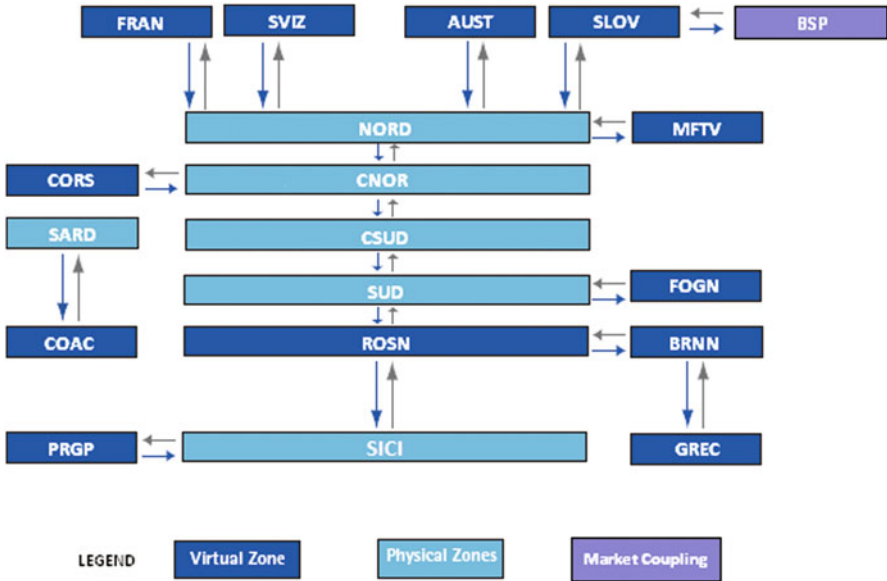 FRAN
SVIZ
AUST
SLOV
BSP
NORD
MFTV
CORS
CNOR
SARD
CSUD
SUD
FOGN
COAC
ROSN
BRNN
PRGP
SICI
GREC
LEGEND
Virtual Zone
Physical Zones
Market Coupling